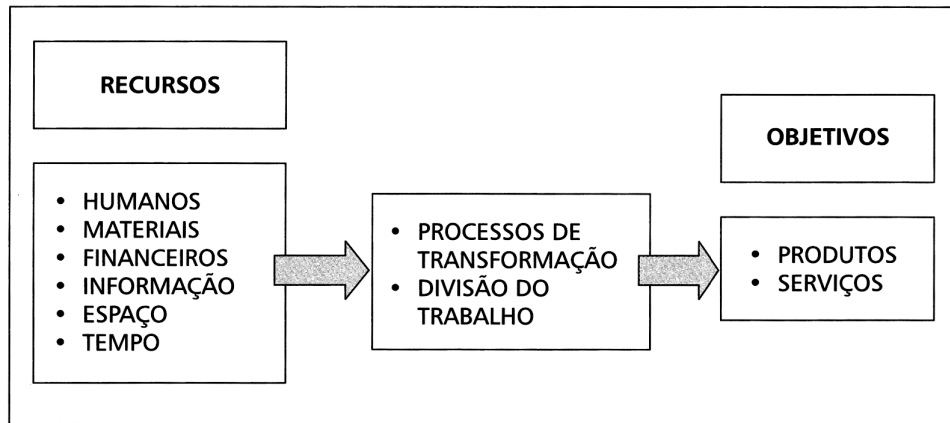 RECURSOS
• HUMANOS
• MATERIAIS
• FINANCEIROS
• INFORMAÇÃO
• ESPAÇO
• TEMPO
• PROCESSOS DE
TRANSFORMAÇÃO
• DIVISÃO DO
TRABALHO
OBJETIVOS
• PRODUTOS
• SERVIÇOS